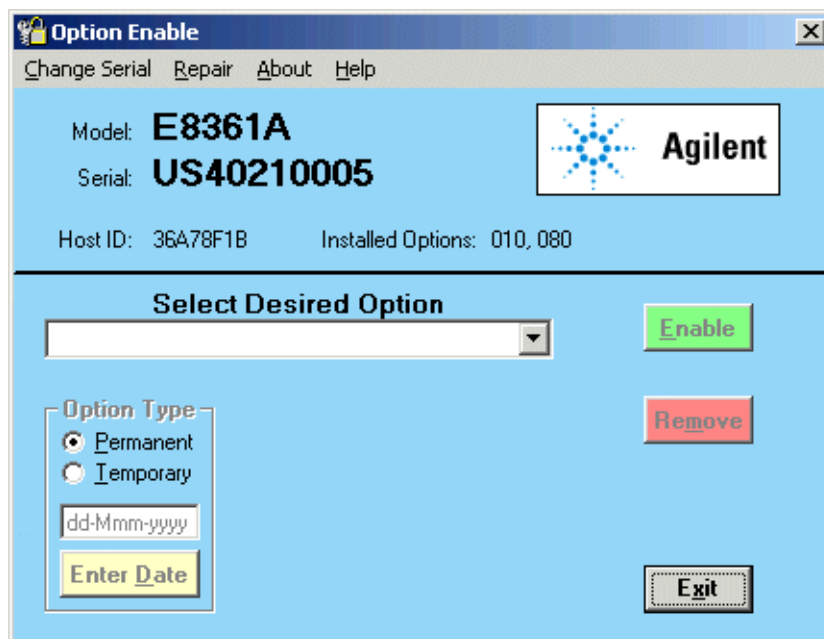 Option Enable
Change Serial Repair About Help
Model: E8361A
Agilent
Serial: US40210005
Host ID: 36A78F1B Installed Options: 010, 080
Select Desired Option
Enable
Option Type
Permanent
Remove
Temporary
dd-Mmm-yyyy
Enter Date
Exit